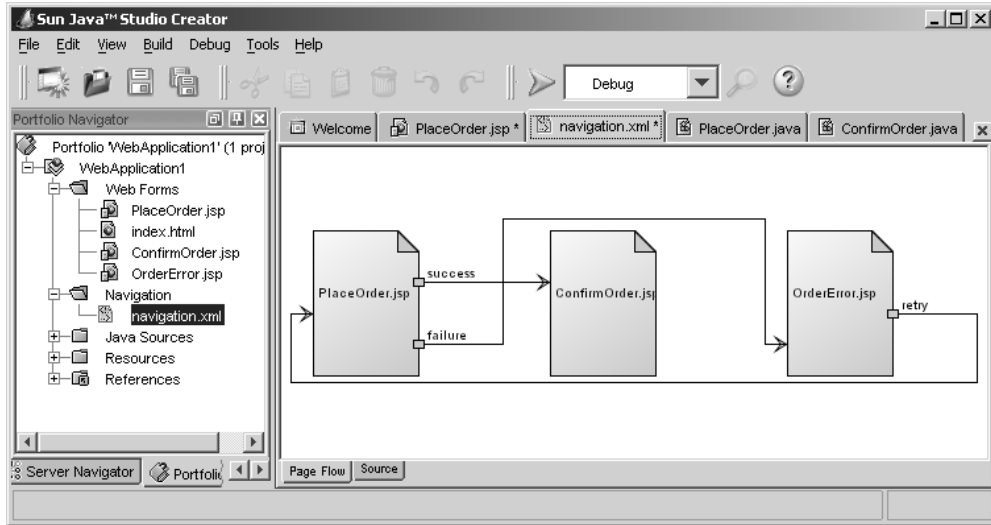 Sun Java™ Studio Creator
File Edit View Build Debug Tools Help
Debug
Portfolio Navigator
Portfolio 'WebApplication1' (1 proj
WebApplication1
Web Forms
PlaceOrder.jsp
index.html
ConfirmOrder.jsp
OrderError.jsp
Navigation
navigation.xml
Java Sources
Resources
References
Server Navigator Portfoli
Welcome PlaceOrder.jsp * navigation.xml * PlaceOrder.java ConfirmOrder.java
success
PlaceOrder.jsp ConfirmOrder.jsp OrderError.jsp
retry
failure
Page Flow Source